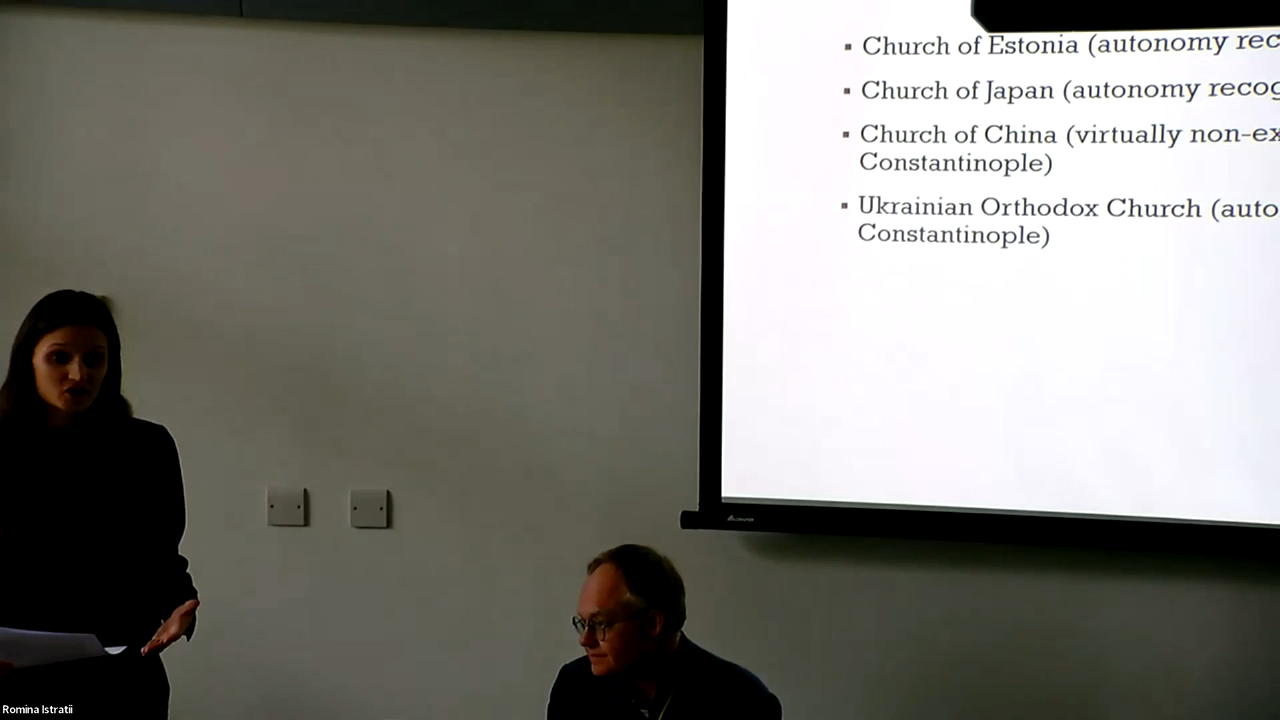 ▪ Church of Estonia (autonomy rec
▪ Church of Japan (autonomy recog
▪ Church of China (virtually non-ex
Constantinople)
▪ Ukrainian Orthodox Church (auto
Constantinople)
Romina Istratii